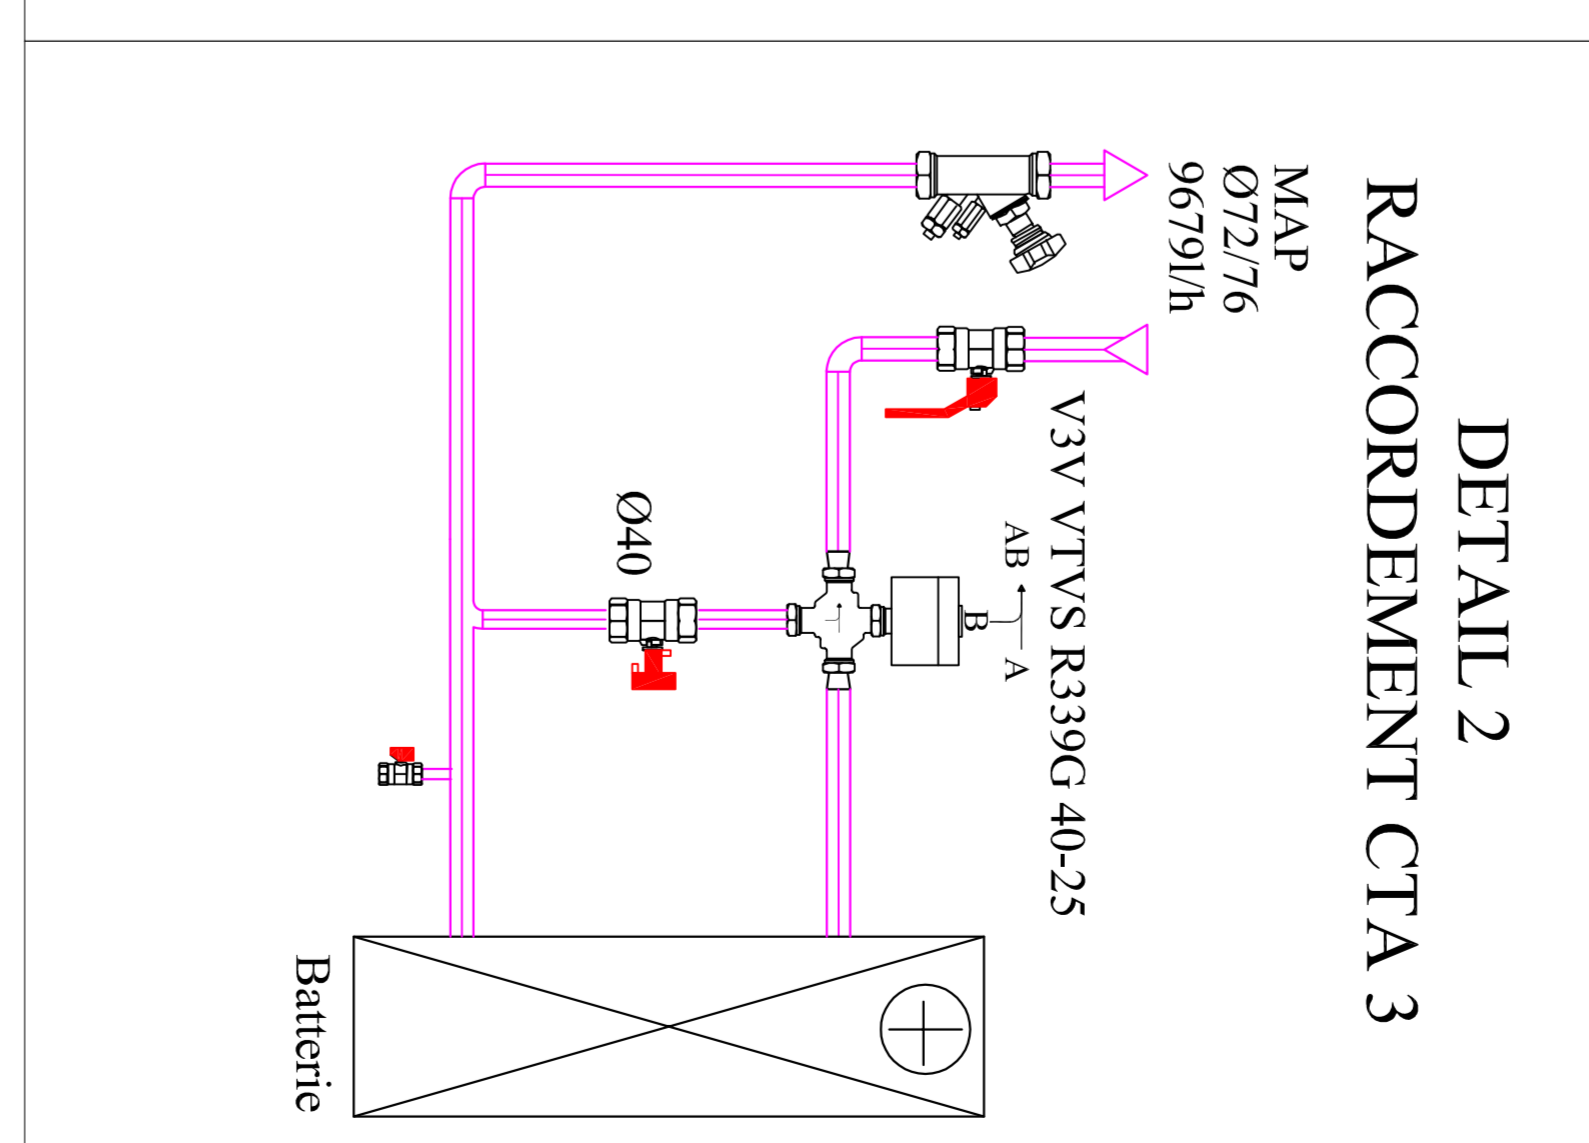 DETAIL 2
RACCORDEMENT CTA 3
MAP
Ø72/76
9679l/h
V3V VTVS R339G 40-25
AB
A
B
Ø40
Batterie